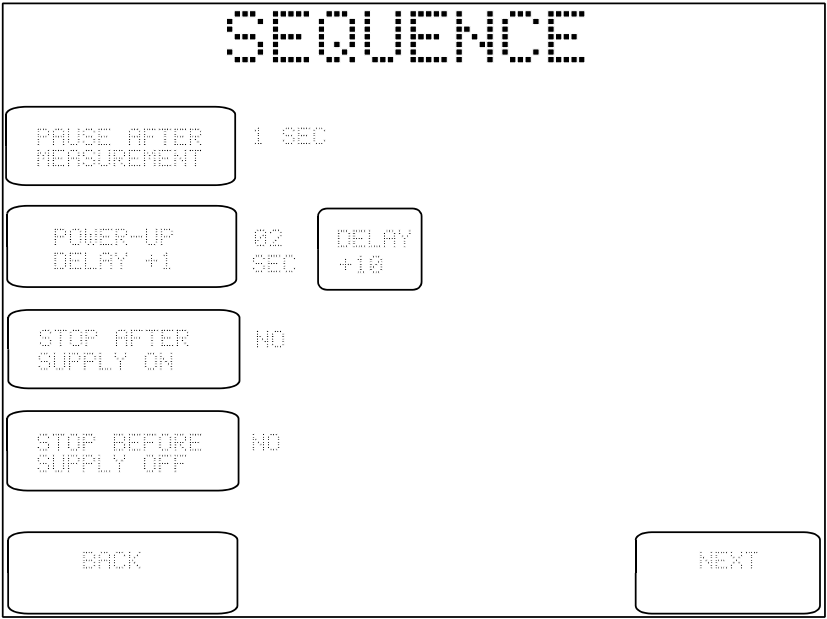 SEQUENCE
PAUSE AFTER
MEASUREMENT
1 SEC
POWER-UP
DELAY +1
02
SEC
DELAY
+10
STOP AFTER
SUPPLY ON
NO
STOP BEFORE
SUPPLY OFF
NO
BACK
NEXT